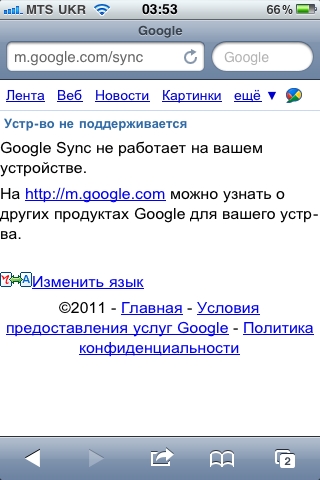 MTS UKR 03:53 66%
Google
m.google.com/sync Google
Лента Веб Новости Картинки ещё ▼
Устр-во не поддерживается
Google Sync не работает на вашем
устройстве.
На http://m.google.com можно узнать о
других продуктах Google для вашего устр-
ва.
Изменить язык
©2011 - Главная - Условия
предоставления услуг Google - Политика
конфиденциальности
2